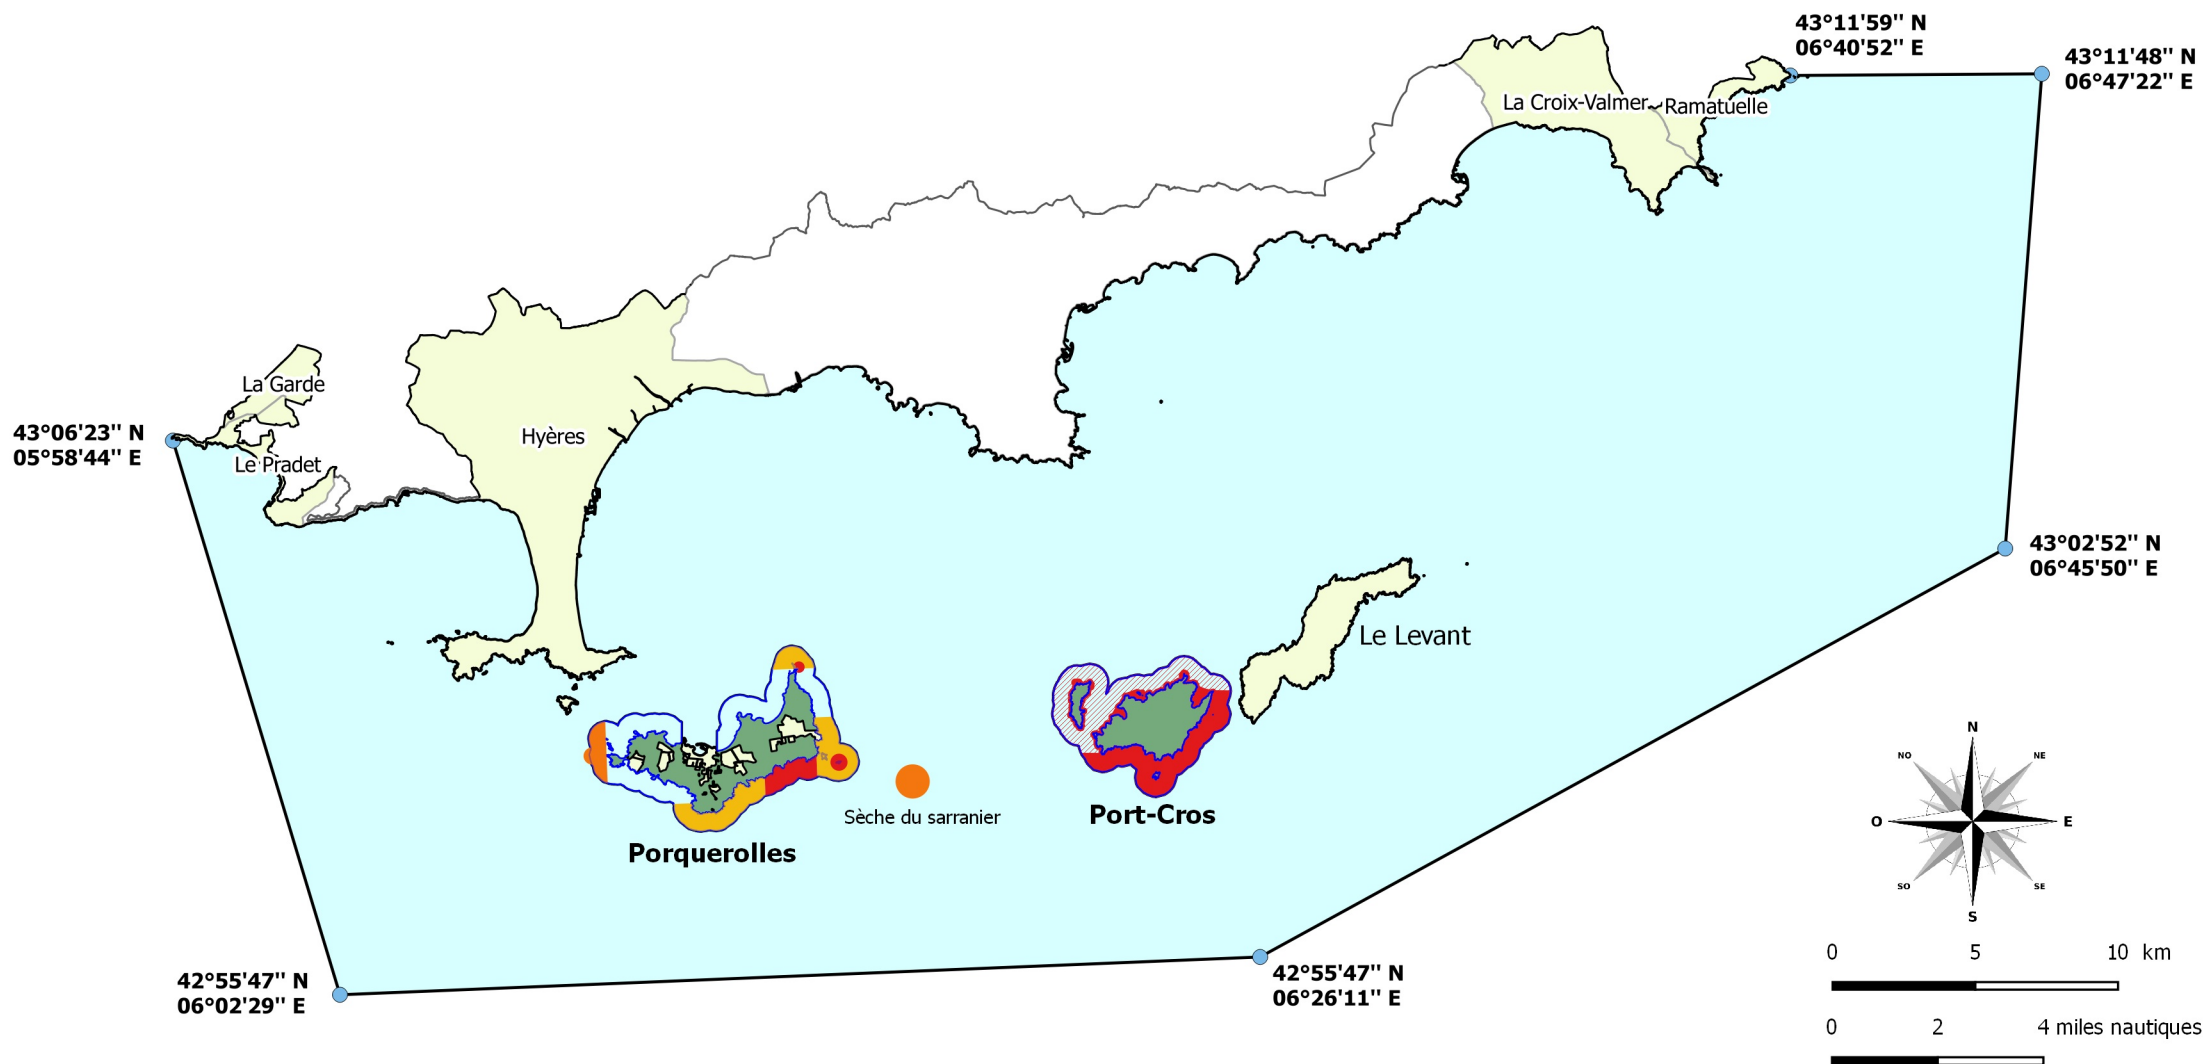 43°11'59'' N
06°40'52'' E
43°11'48'' N
06°47'22'' E
La Croix-Valmer
Ramatuelle
La Garde
43°06'23'' N
05°58'44'' E
Hyères
Le Pradet
43°02'52'' N
06°45'50'' E
Le Levant
Sèche du sarranier
Port-Cros
Porquerolles
N
NO
NE
O
E
SO
SE
S
42°55'47'' N
06°02'29'' E
42°55'47'' N
06°26'11'' E
0 5 10 km
0 2 4 miles nautiques